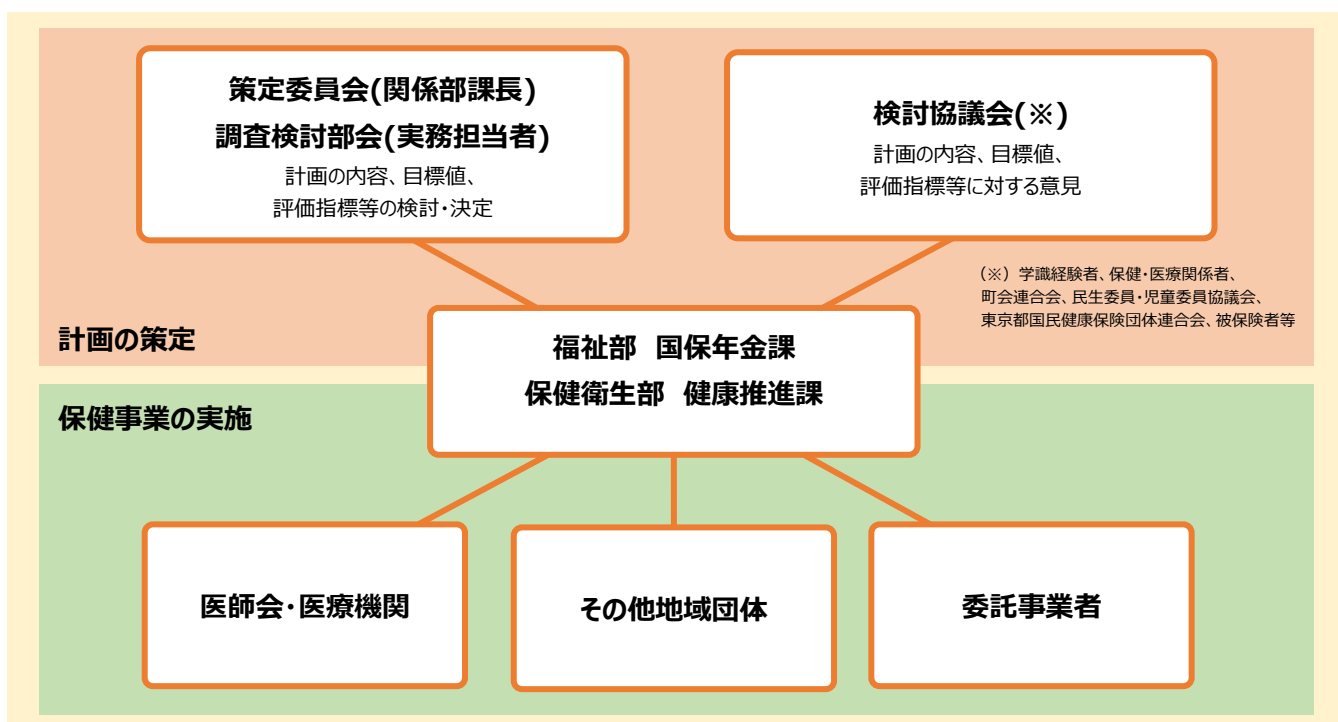 策定委員会(関係部課長)
調査検討部会(実務担当者)
計画の内容、目標値、
評価指標等の検討・決定
検討協議会(※)
計画の内容、目標値、
評価指標等に対する意見
(※) 学識経験者、保健・医療関係者、
町会連合会、民生委員・児童委員協議会、
東京都国民健康保険団体連合会、被保険者等
計画の策定
福祉部 国保年金課
保健衛生部 健康推進課
保健事業の実施
医師会・医療機関
その他地域団体
委託事業者